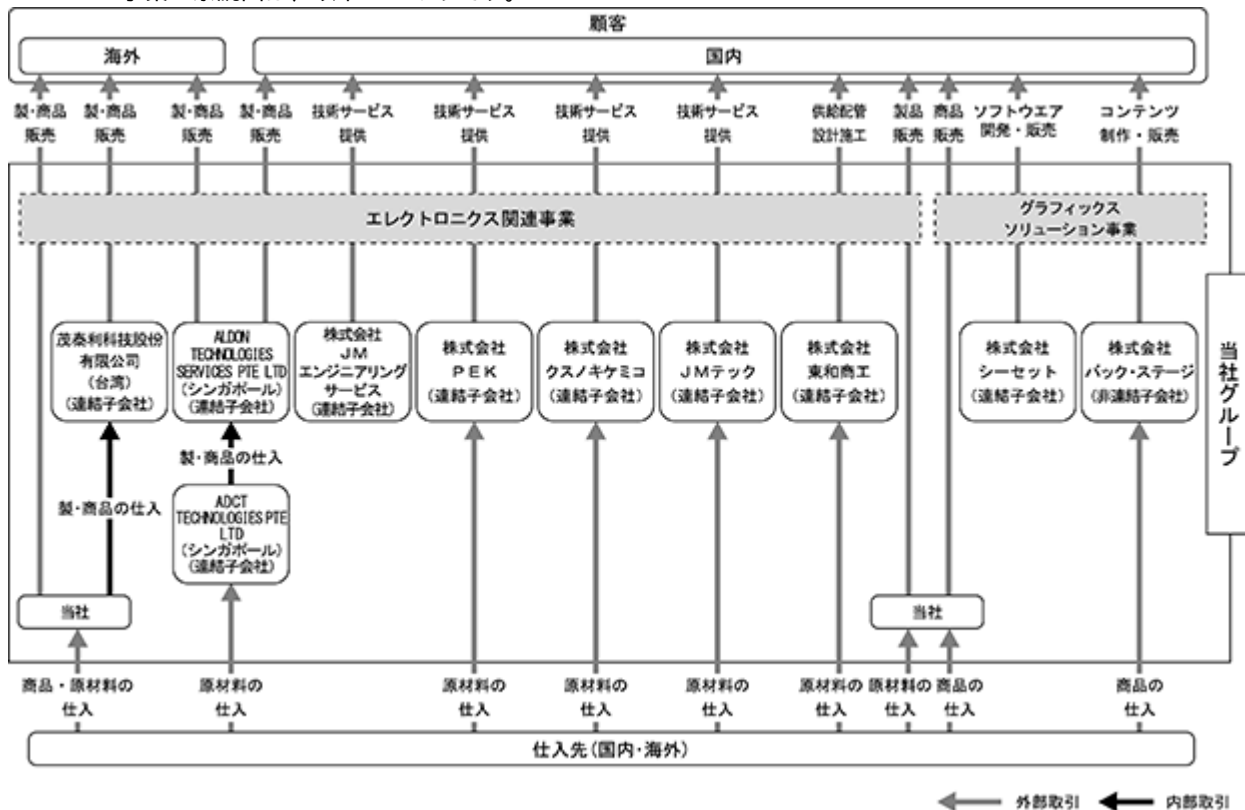 顧客
海外
国内
製・商品
販売
製・商品
販売
製・商品
販売
製・商品
販売
技術サービス
提供
技術サービス
提供
技術サービス
提供
技術サービス
提供
供給配管
設計施工
製品
販売
商品
販売
ソフトウエア
開発・販売
コンテンツ
制作・販売
エレクトロニクス関連事業
グラフィックス
ソリューション事業
茂泰利科技股份
有限公司
(台湾)
(連結子会社)
ALDON
TECHNOLOGIES
SERVICES PTE LTD
(シンガポール)
(連結子会社)
株式会社
JM
エンジニアリング
サービス
(連結子会社)
株式会社
PEK
(連結子会社)
株式会社
クスノキケミコ
(連結子会社)
株式会社
JMテック
(連結子会社)
株式会社
東和商工
(連結子会社)
株式会社
シーセット
(連結子会社)
株式会社
バック・ステージ
(非連結子会社)
当社グループ
製・商品の仕入
製・商品の仕入
ADCT
TECHNOLOGIES PTE
LTD
(シンガポール)
(連結子会社)
当社
当社
商品・原材料の
仕入
原材料の
仕入
原材料の
仕入
原材料の
仕入
原材料の
仕入
原材料の
仕入
原材料の
仕入
商品の
仕入
商品の
仕入
仕入先(国内・海外)
外部取引
内部取引